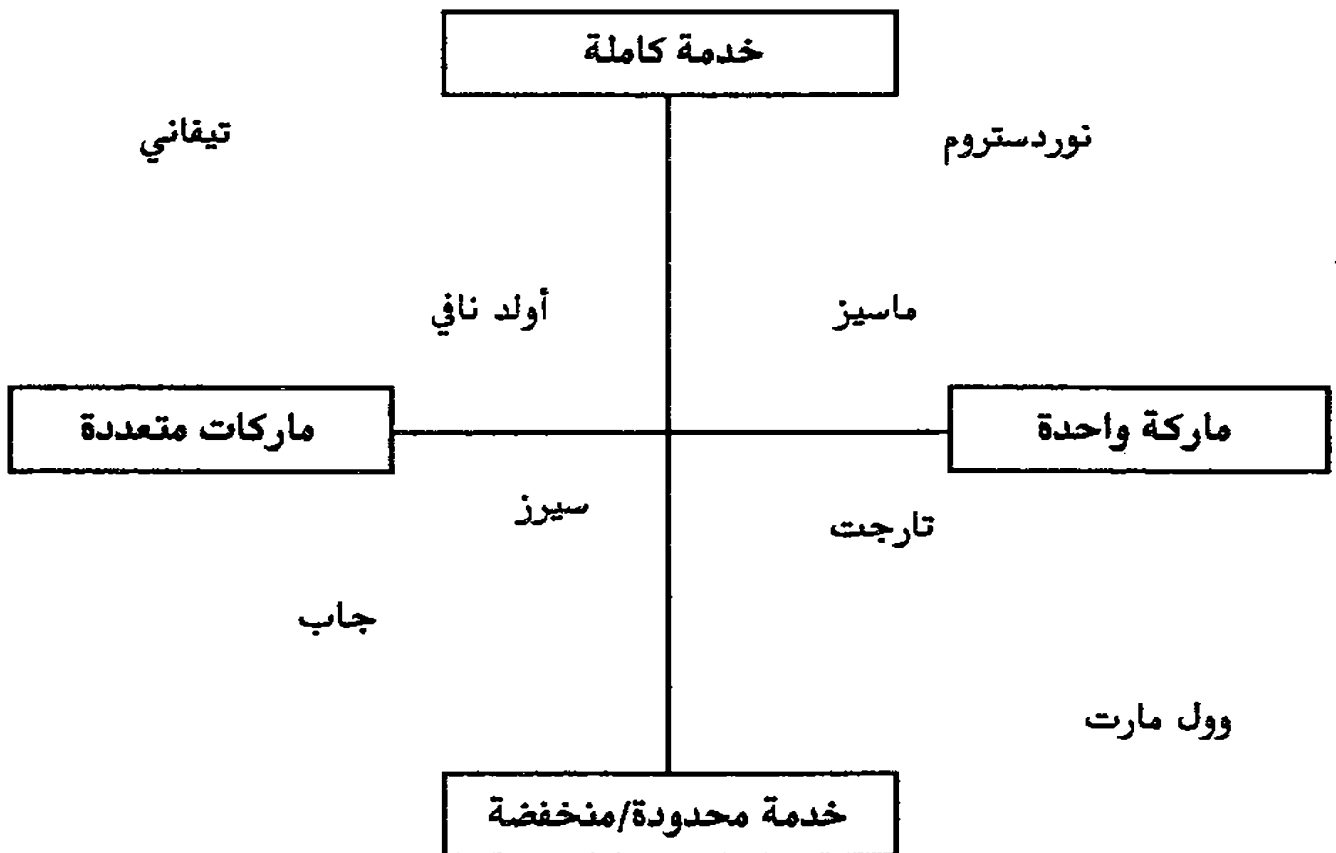 خدمة كاملة
نوردستروم
تيفاني
ماسيز
أولد نافي
ماركة واحدة
ماركات متعددة
تارجت
سيرز
جاب
وول مارت
خدمة محدودة/منخفضة